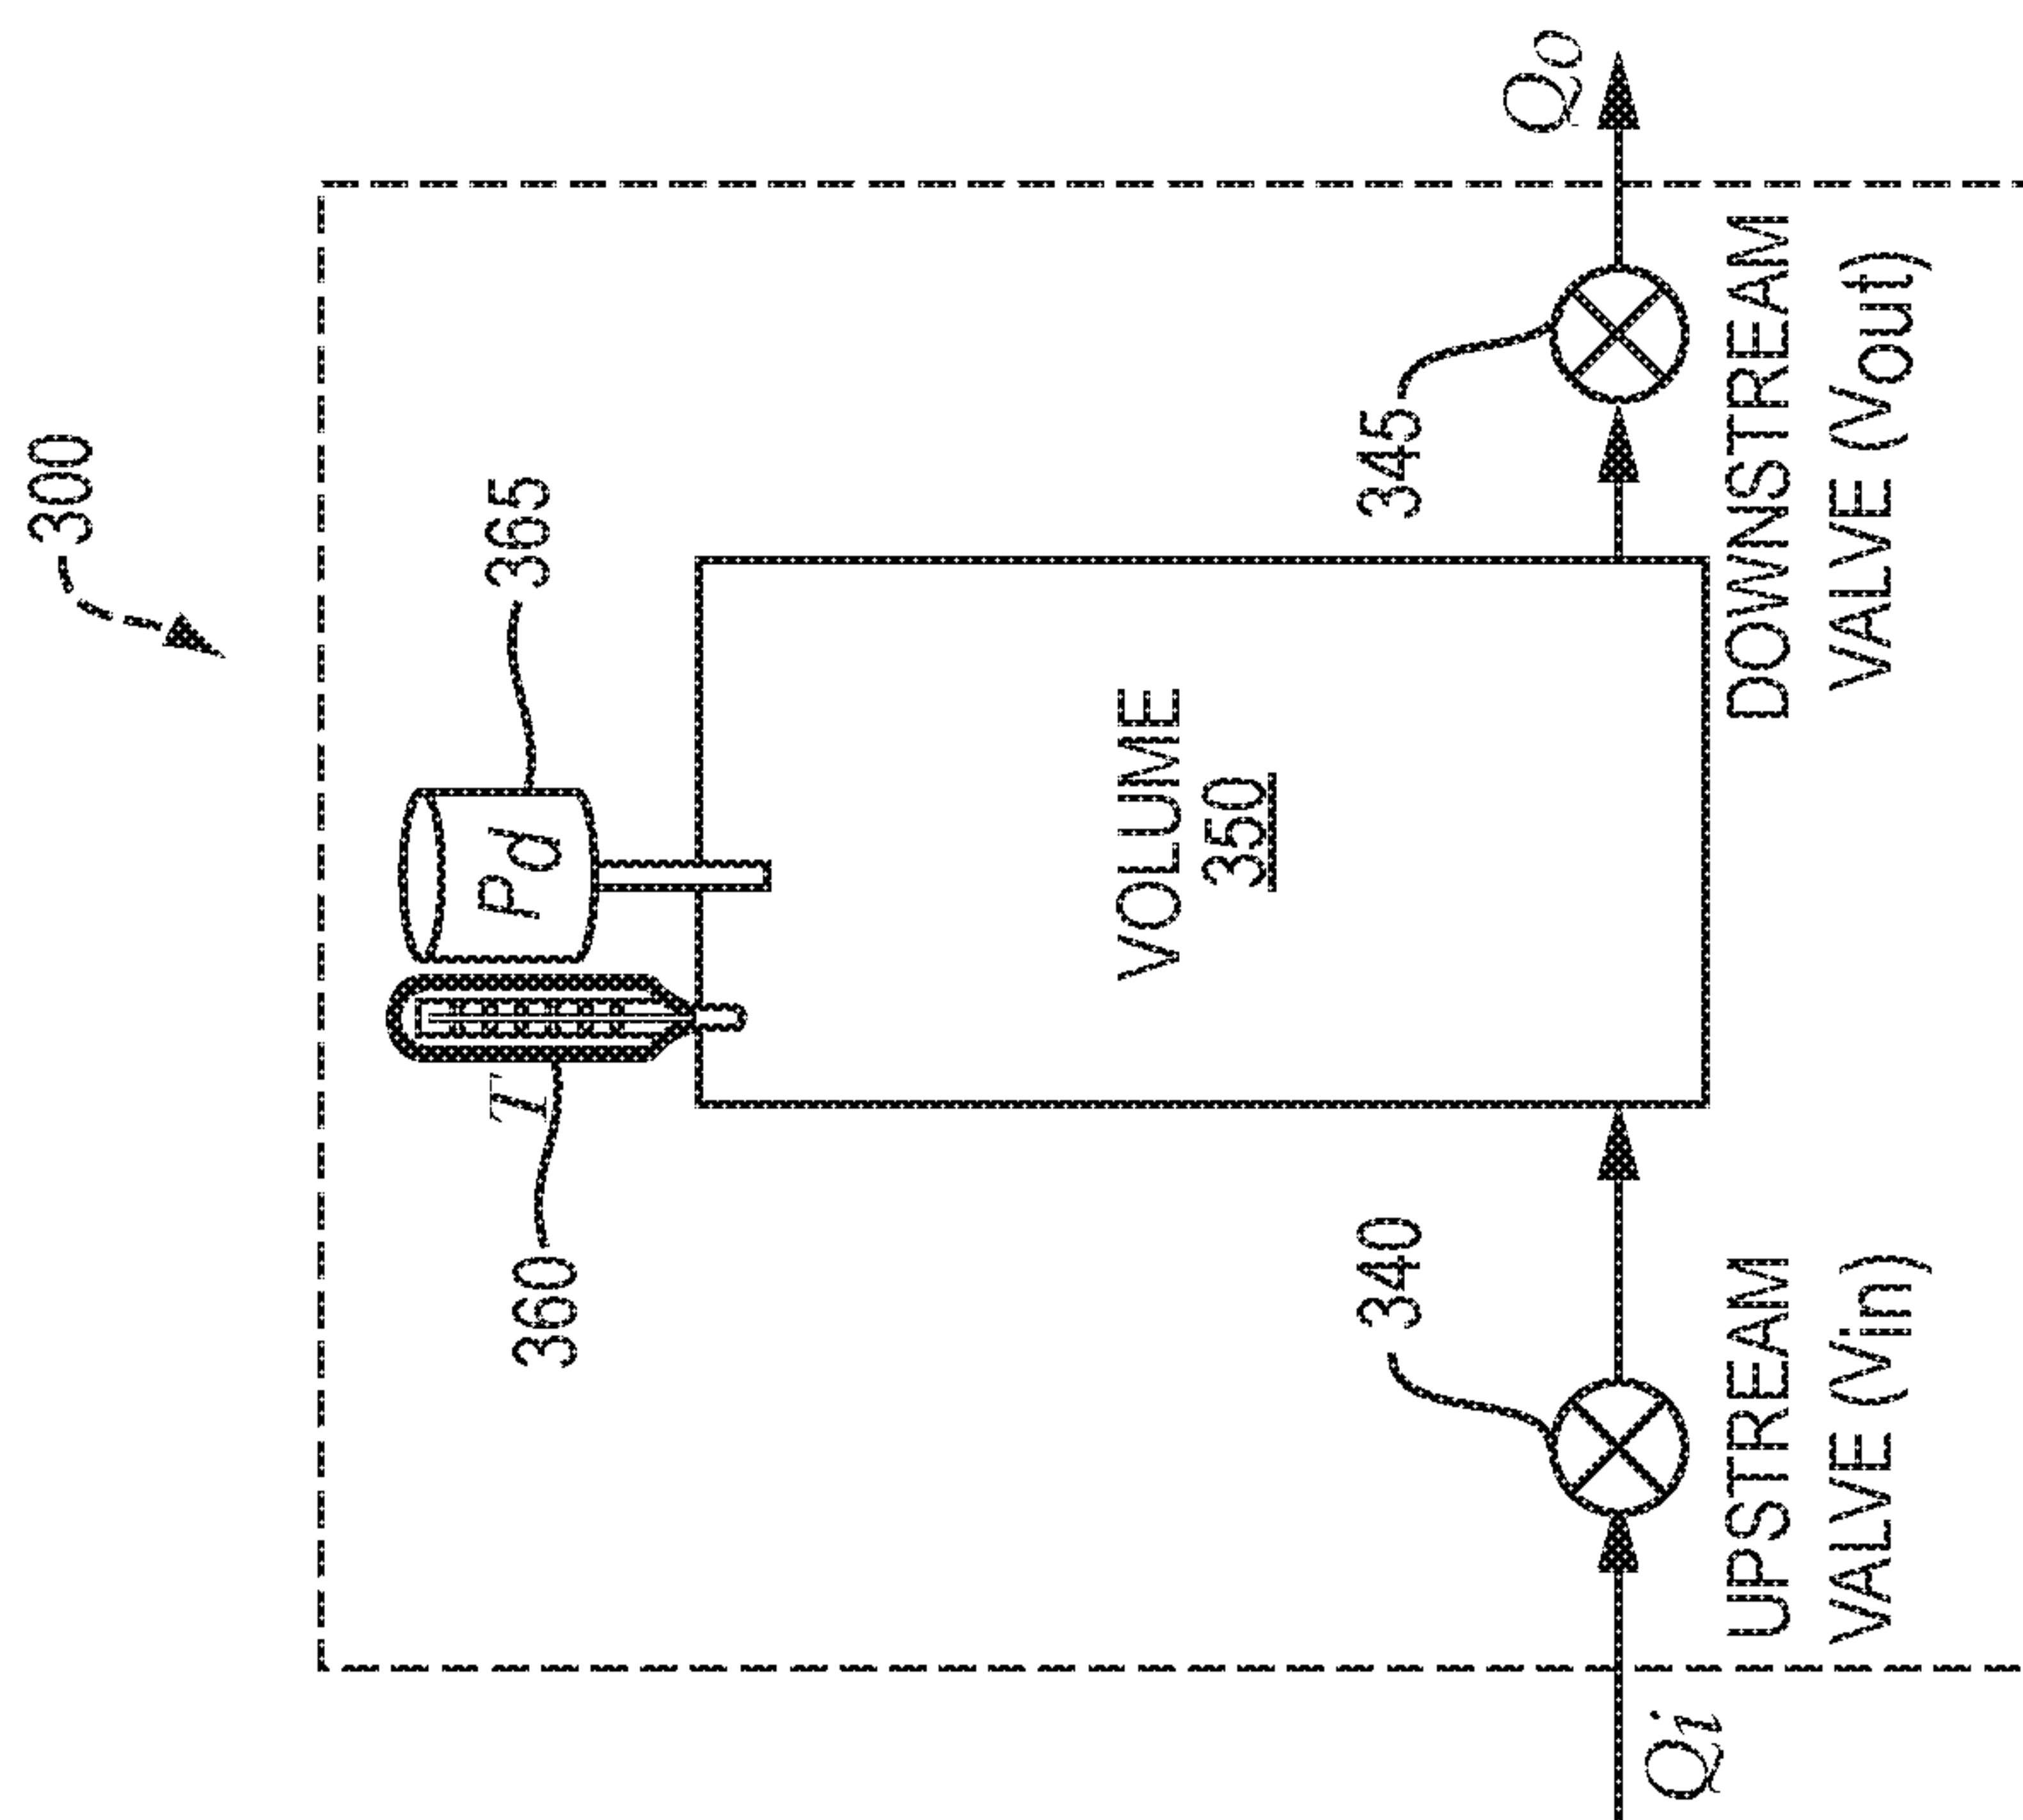 300
365
Pd
T
360
VOLUME
350
345
340
Qo
Qi
UPSTREAM
VALVE (Vin)
DOWNSTREAM
VALVE (Vout)